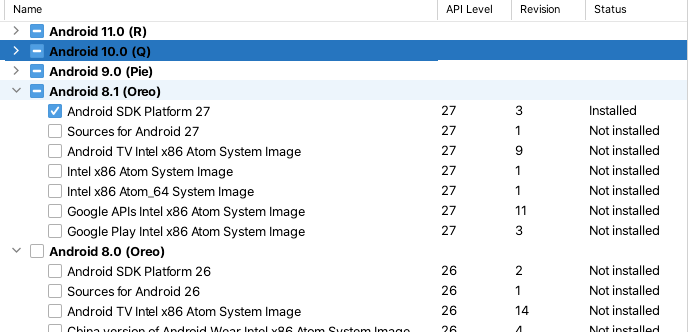 Name API Level Revision Status
Android 11.0 (R)
Android 10.0 (Q)
Android 9.0 (Pie)
Android 8.1 (Oreo)
Android SDK Platform 27 27 3 Installed
Sources for Android 27 27 1 Not installed
Android TV Intel x86 Atom System Image 27 9 Not installed
Intel x86 Atom System Image 27 1 Not installed
Intel x86 Atom_64 System Image 27 1 Not installed
Google APIs Intel x86 Atom System Image 27 11 Not installed
Google Play Intel x86 Atom System Image 27 3 Not installed
Android 8.0 (Oreo)
Android SDK Platform 26 26 2 Not installed
Sources for Android 26 26 1 Not installed
Android TV Intel x86 Atom System Image 26 14 Not installed
China version of Android Wear Intel x86 Atom System Image 26 4 Not installed